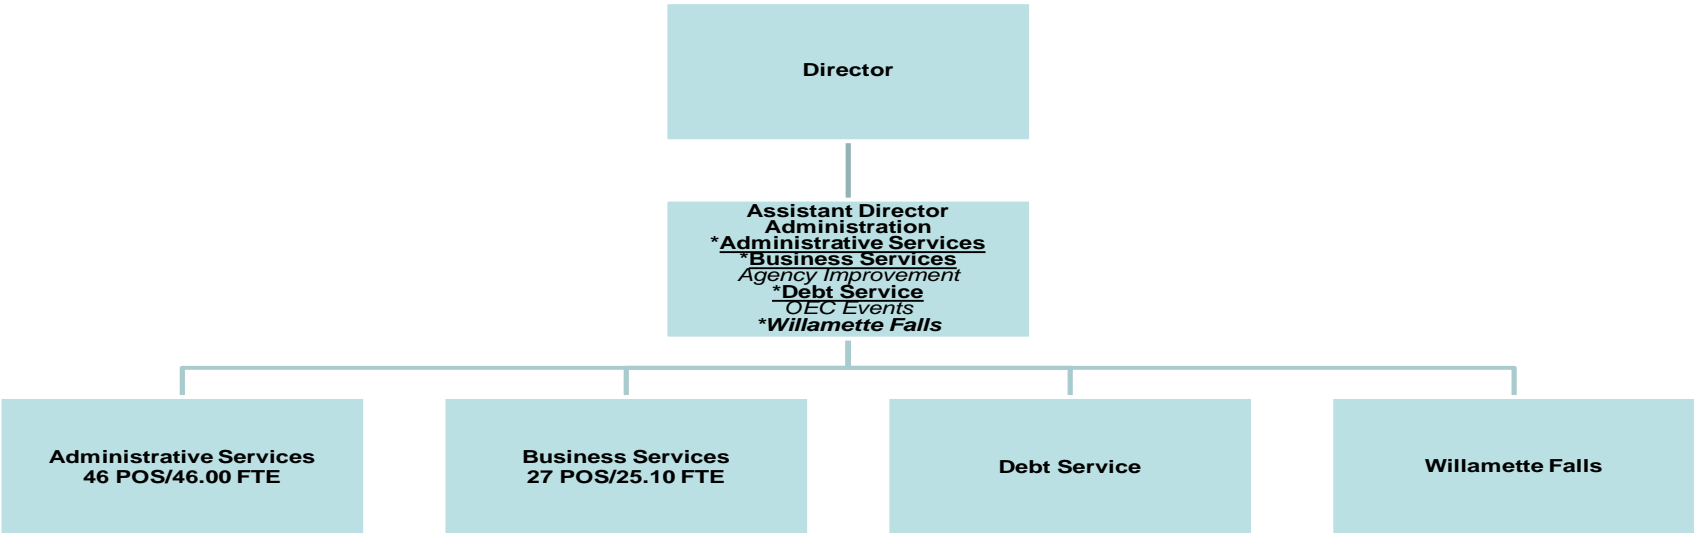 Director
Assistant Director
Administration
*Administrative Services
*Business Services
Agency Improvement
*Debt Service
OEC Events
*Willamette Falls
Administrative Services
46 POS/46.00 FTE
Business Services
27 POS/25.10 FTE
Debt Service
Willamette Falls